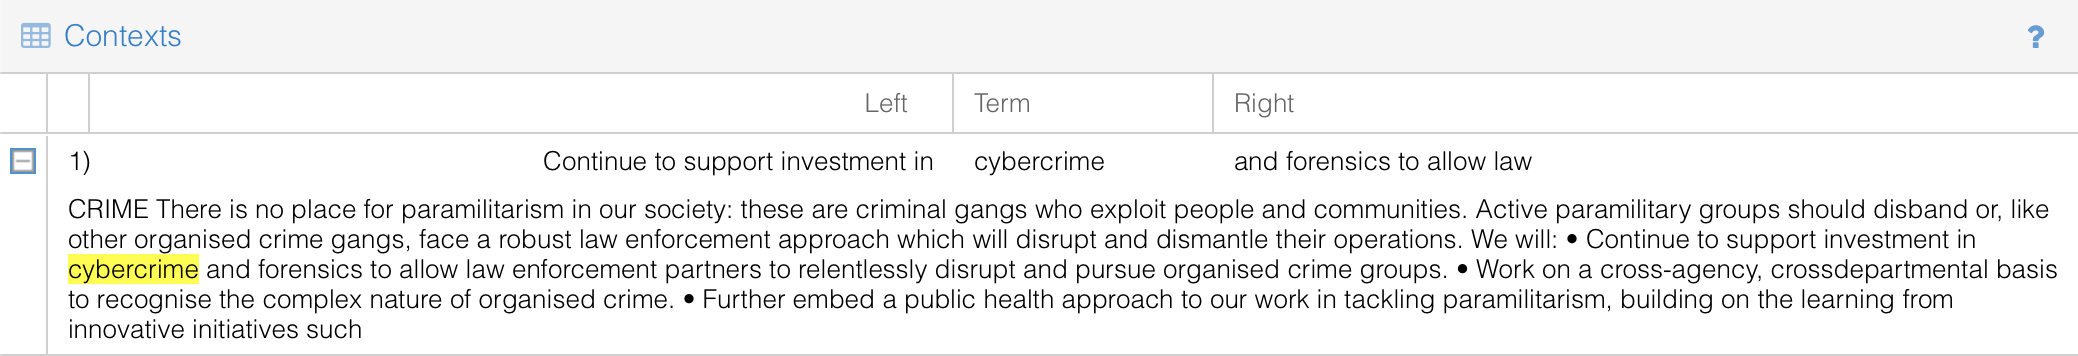 Contexts ?
Left Term Right
1) Continue to support investment in cybercrime and forensics to allow law
CRIME There is no place for paramilitarism in our society: these are criminal gangs who exploit people and communities. Active paramilitary groups should disband or, like
other organised crime gangs, face a robust law enforcement approach which will disrupt and dismantle their operations. We will: • Continue to support investment in
cybercrime and forensics to allow law enforcement partners to relentlessly disrupt and pursue organised crime groups. • Work on a cross-agency, crossdepartmental basis
to recognise the complex nature of organised crime. • Further embed a public health approach to our work in tackling paramilitarism, building on the learning from
innovative initiatives such